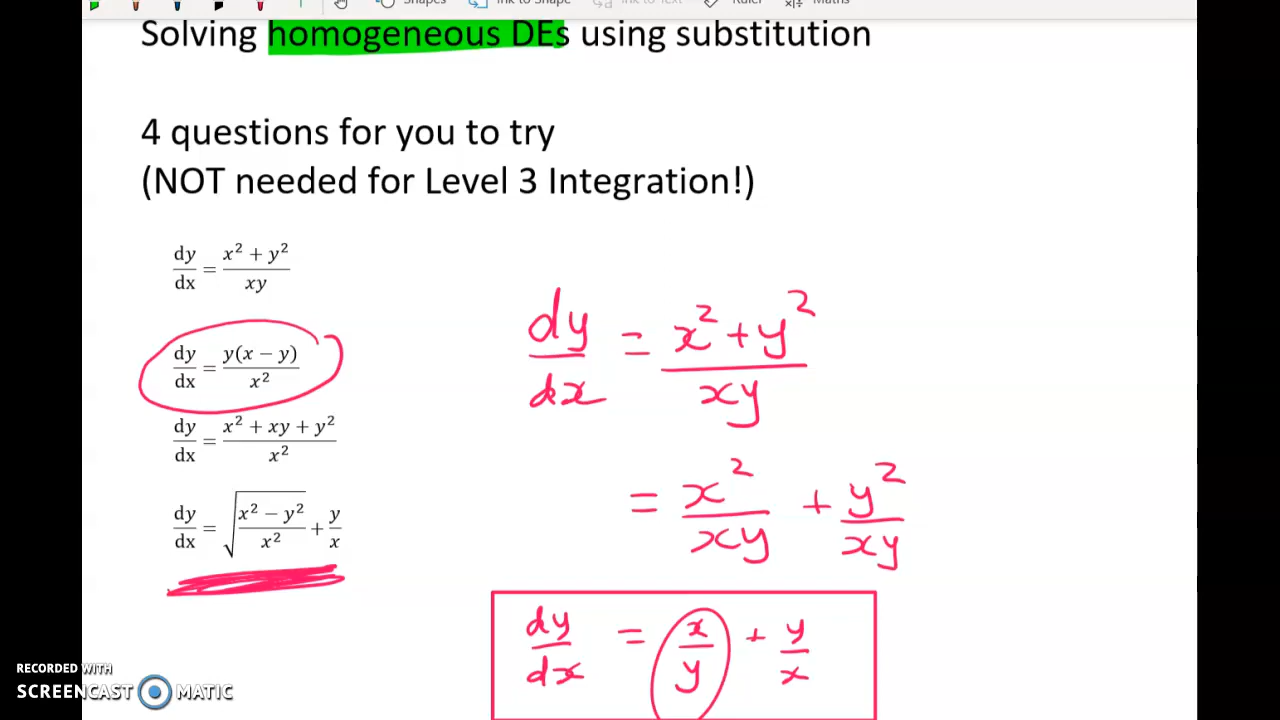 Shapes Ink to Shape Ink to Text Ruler Maths
Solving homogeneous DEs using substitution
4 questions for you to try
(NOT needed for Level 3 Integration!)
dy/dx = (x² + y²)/(xy)
dy/dx = y(x − y)/x²
dy/dx = (x² + xy + y²)/x²
dy/dx = √((x² − y²)/x²) + y/x
dy/dx = (x² + y²)/(xy)
= x²/(xy) + y²/(xy)
dy/dx = x/y + y/x
RECORDED WITH
SCREENCAST MATIC